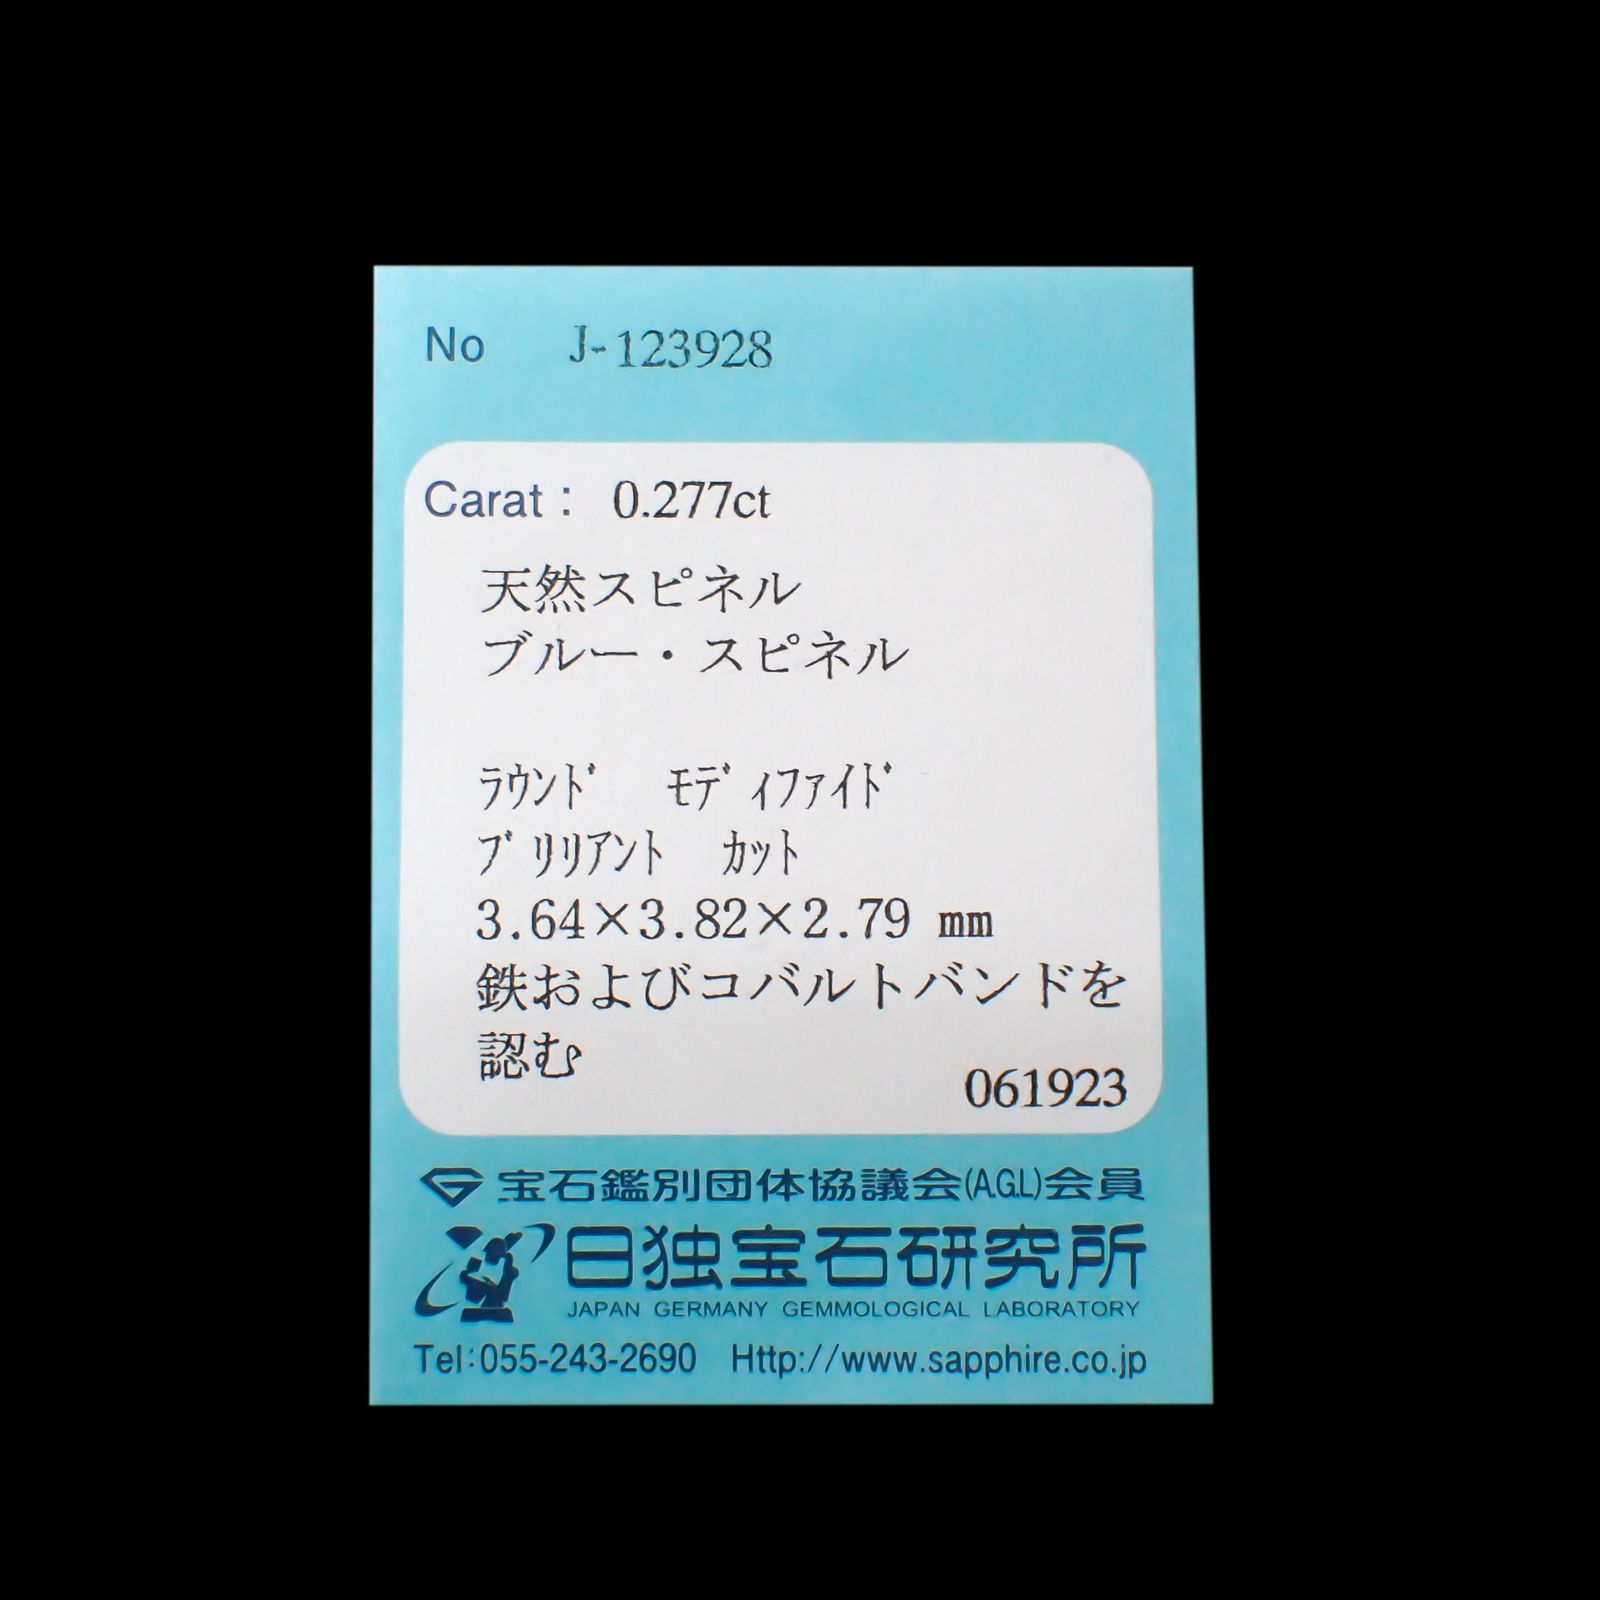 No J-123928
Carat： 0.277ct
天然スピネル
ブルー・スピネル
ﾗｳﾝﾄﾞ ﾓﾃﾞｨﾌｧｲﾄﾞ
ﾌﾞﾘﾘｱﾝﾄ ｶｯﾄ
3.64×3.82×2.79 mm
鉄およびコバルトバンドを
認む
061923
宝石鑑別団体協議会(A.G.L)会員
日独宝石研究所
JAPAN GERMANY GEMMOLOGICAL LABORATORY
Tel:055-243-2690 Http://www.sapphire.co.jp